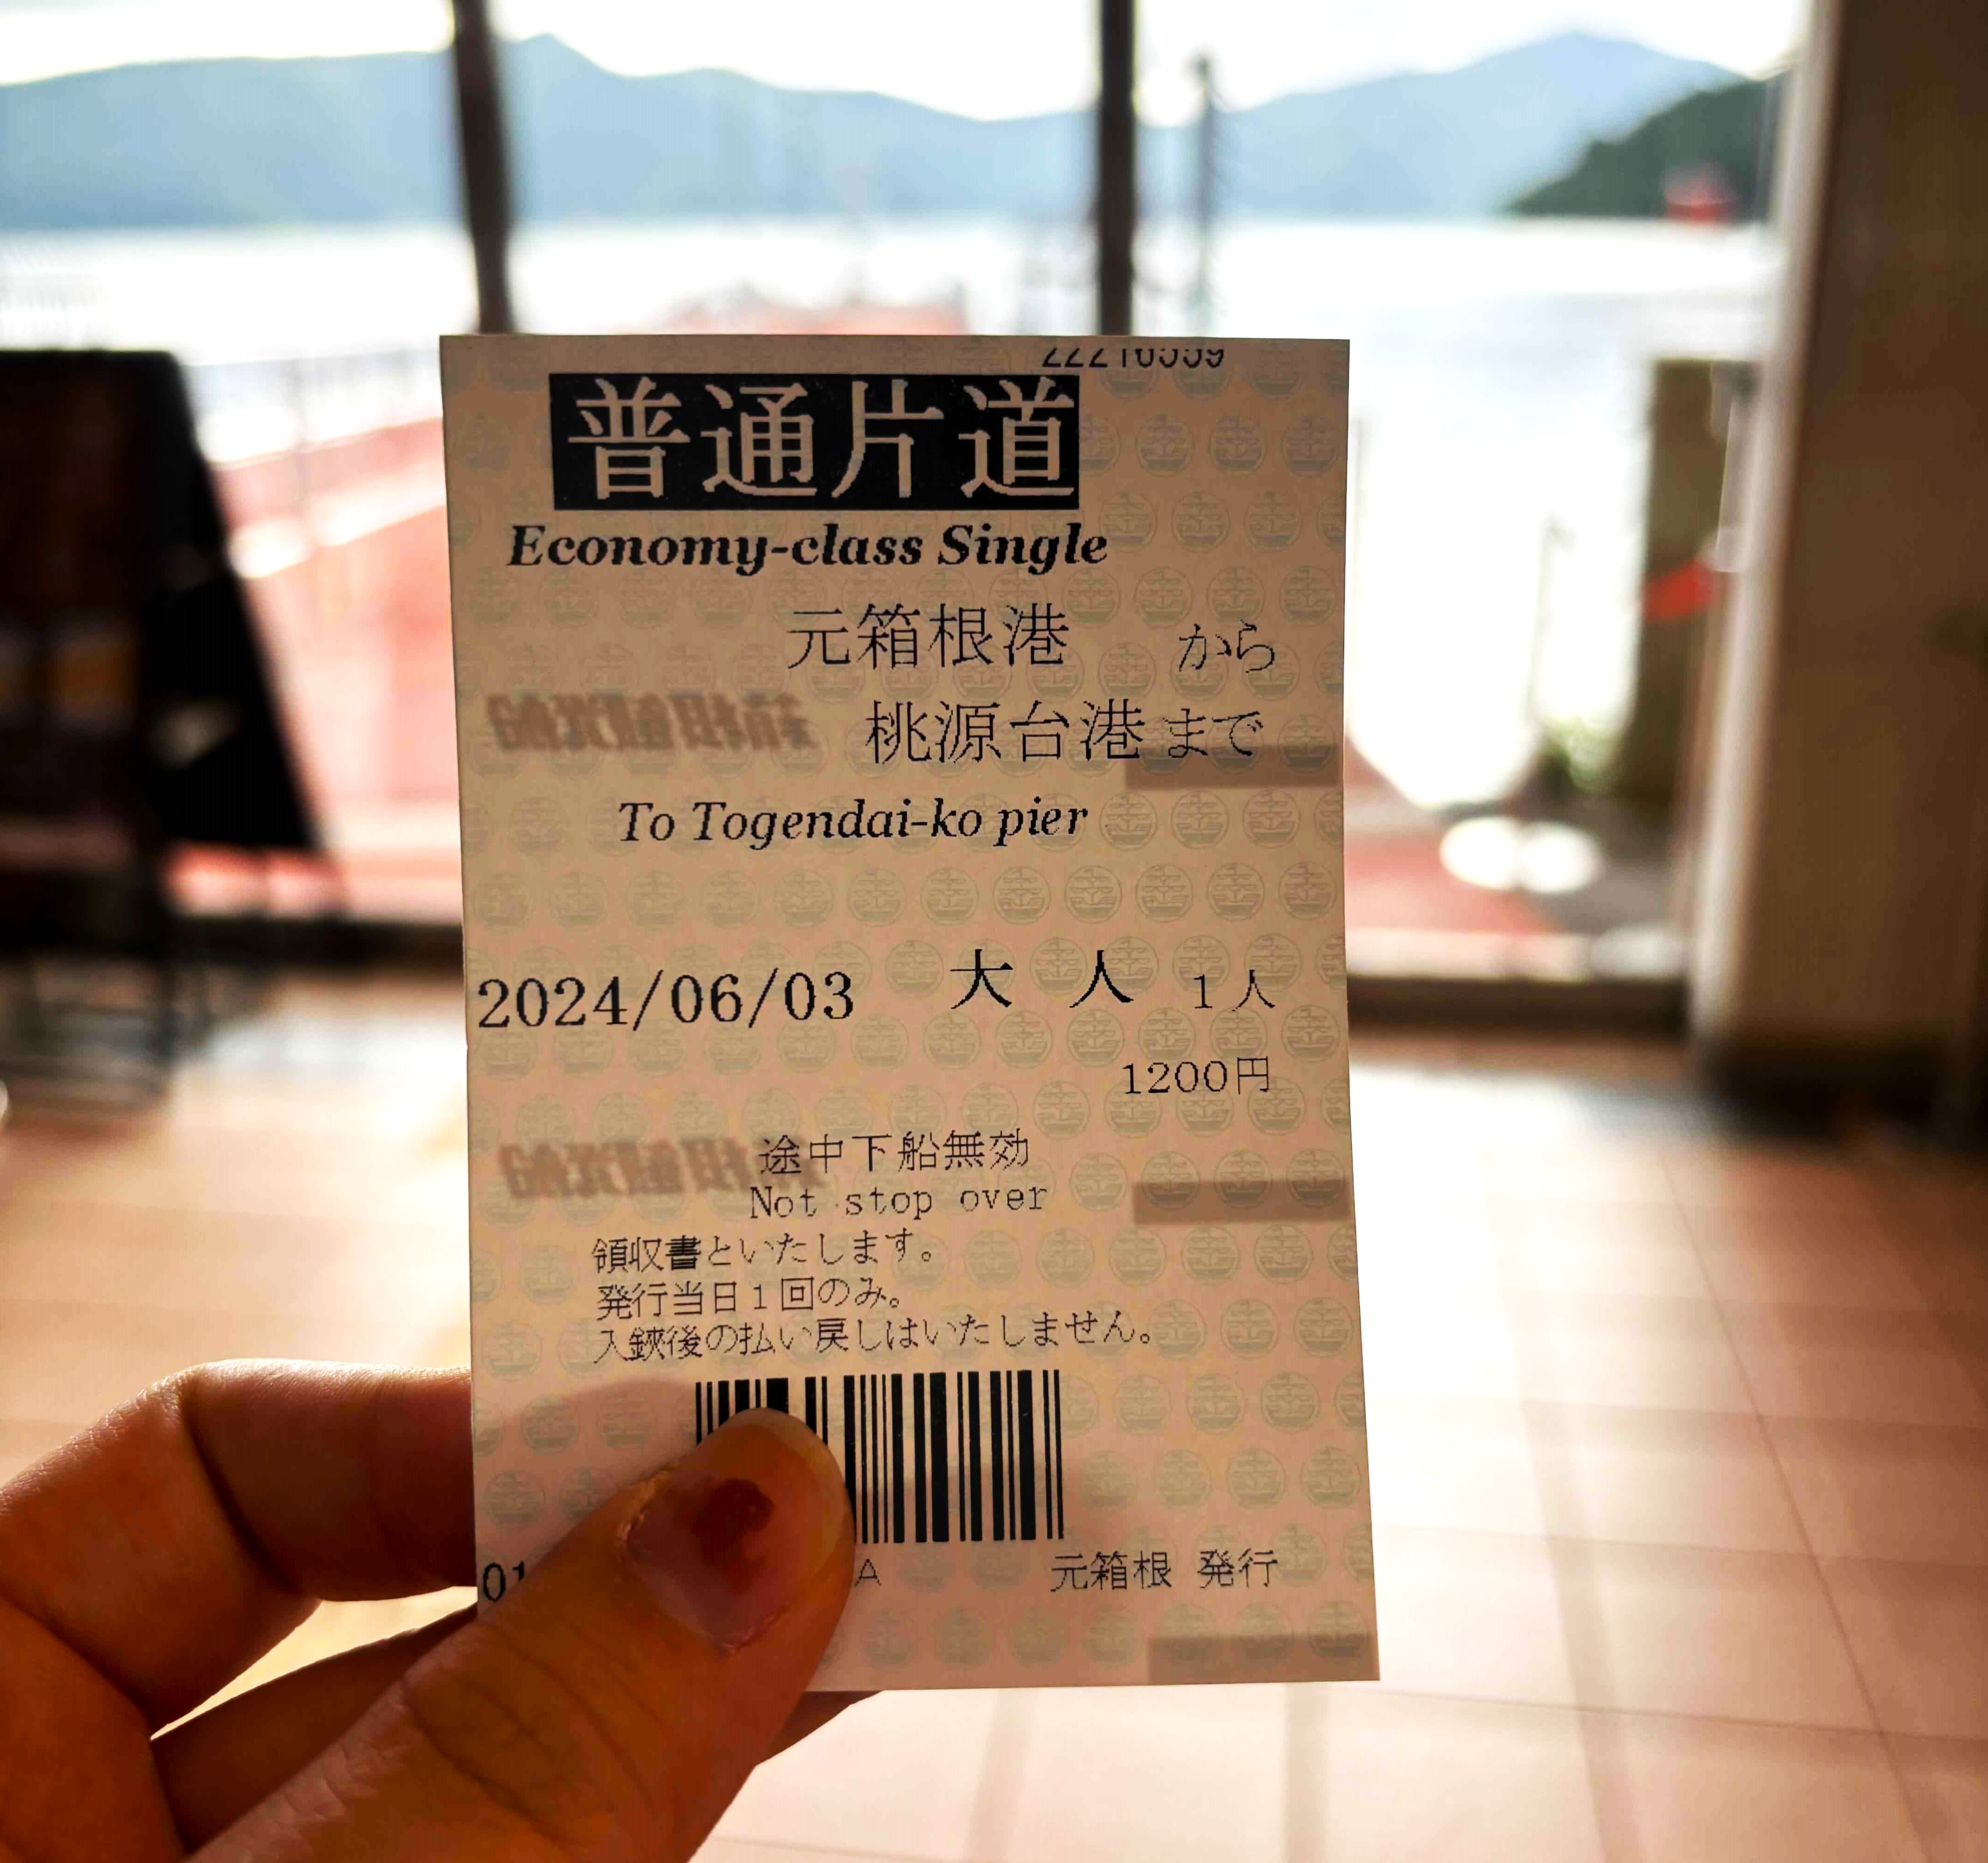 普通片道
Economy-class Single
元箱根港 から
桃源台港 まで
To Togendai-ko pier
2024/06/03 大人 1人
1200円
途中下船無効
Not stop over
領収書といたします。
発行当日1回のみ。
入鋏後の払い戻しはいたしません。
01 A 元箱根 発行